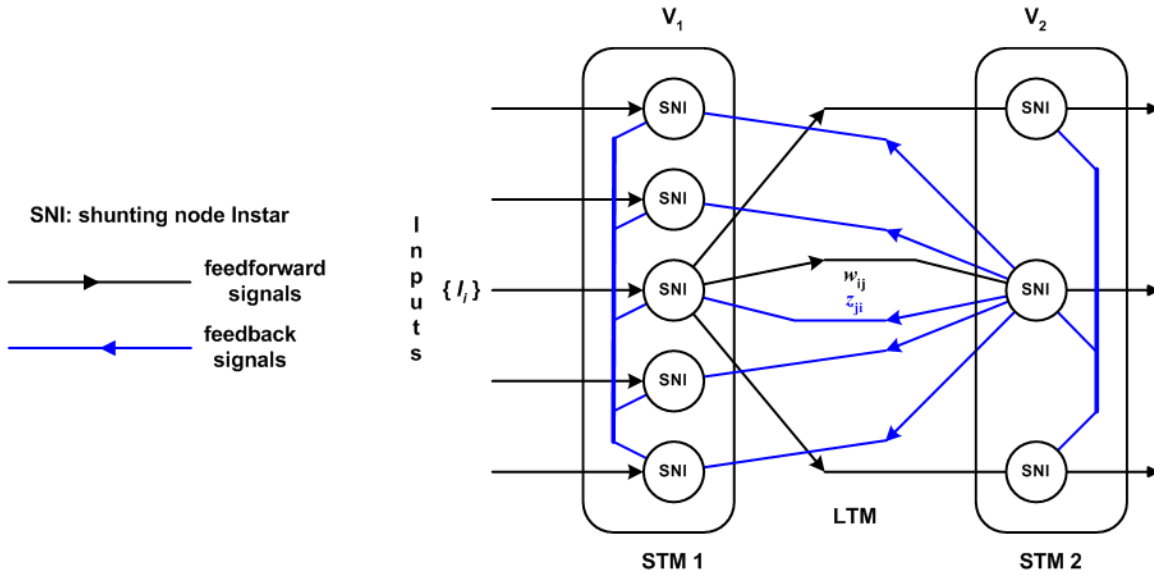 V1
V2
SNI
SNI
SNI
SNI
SNI
SNI
SNI
SNI
SNI: shunting node Instar
feedforward
signals
feedback
signals
I
n
p
u
t
s
{ Ii }
wij
zji
LTM
STM 1
STM 2